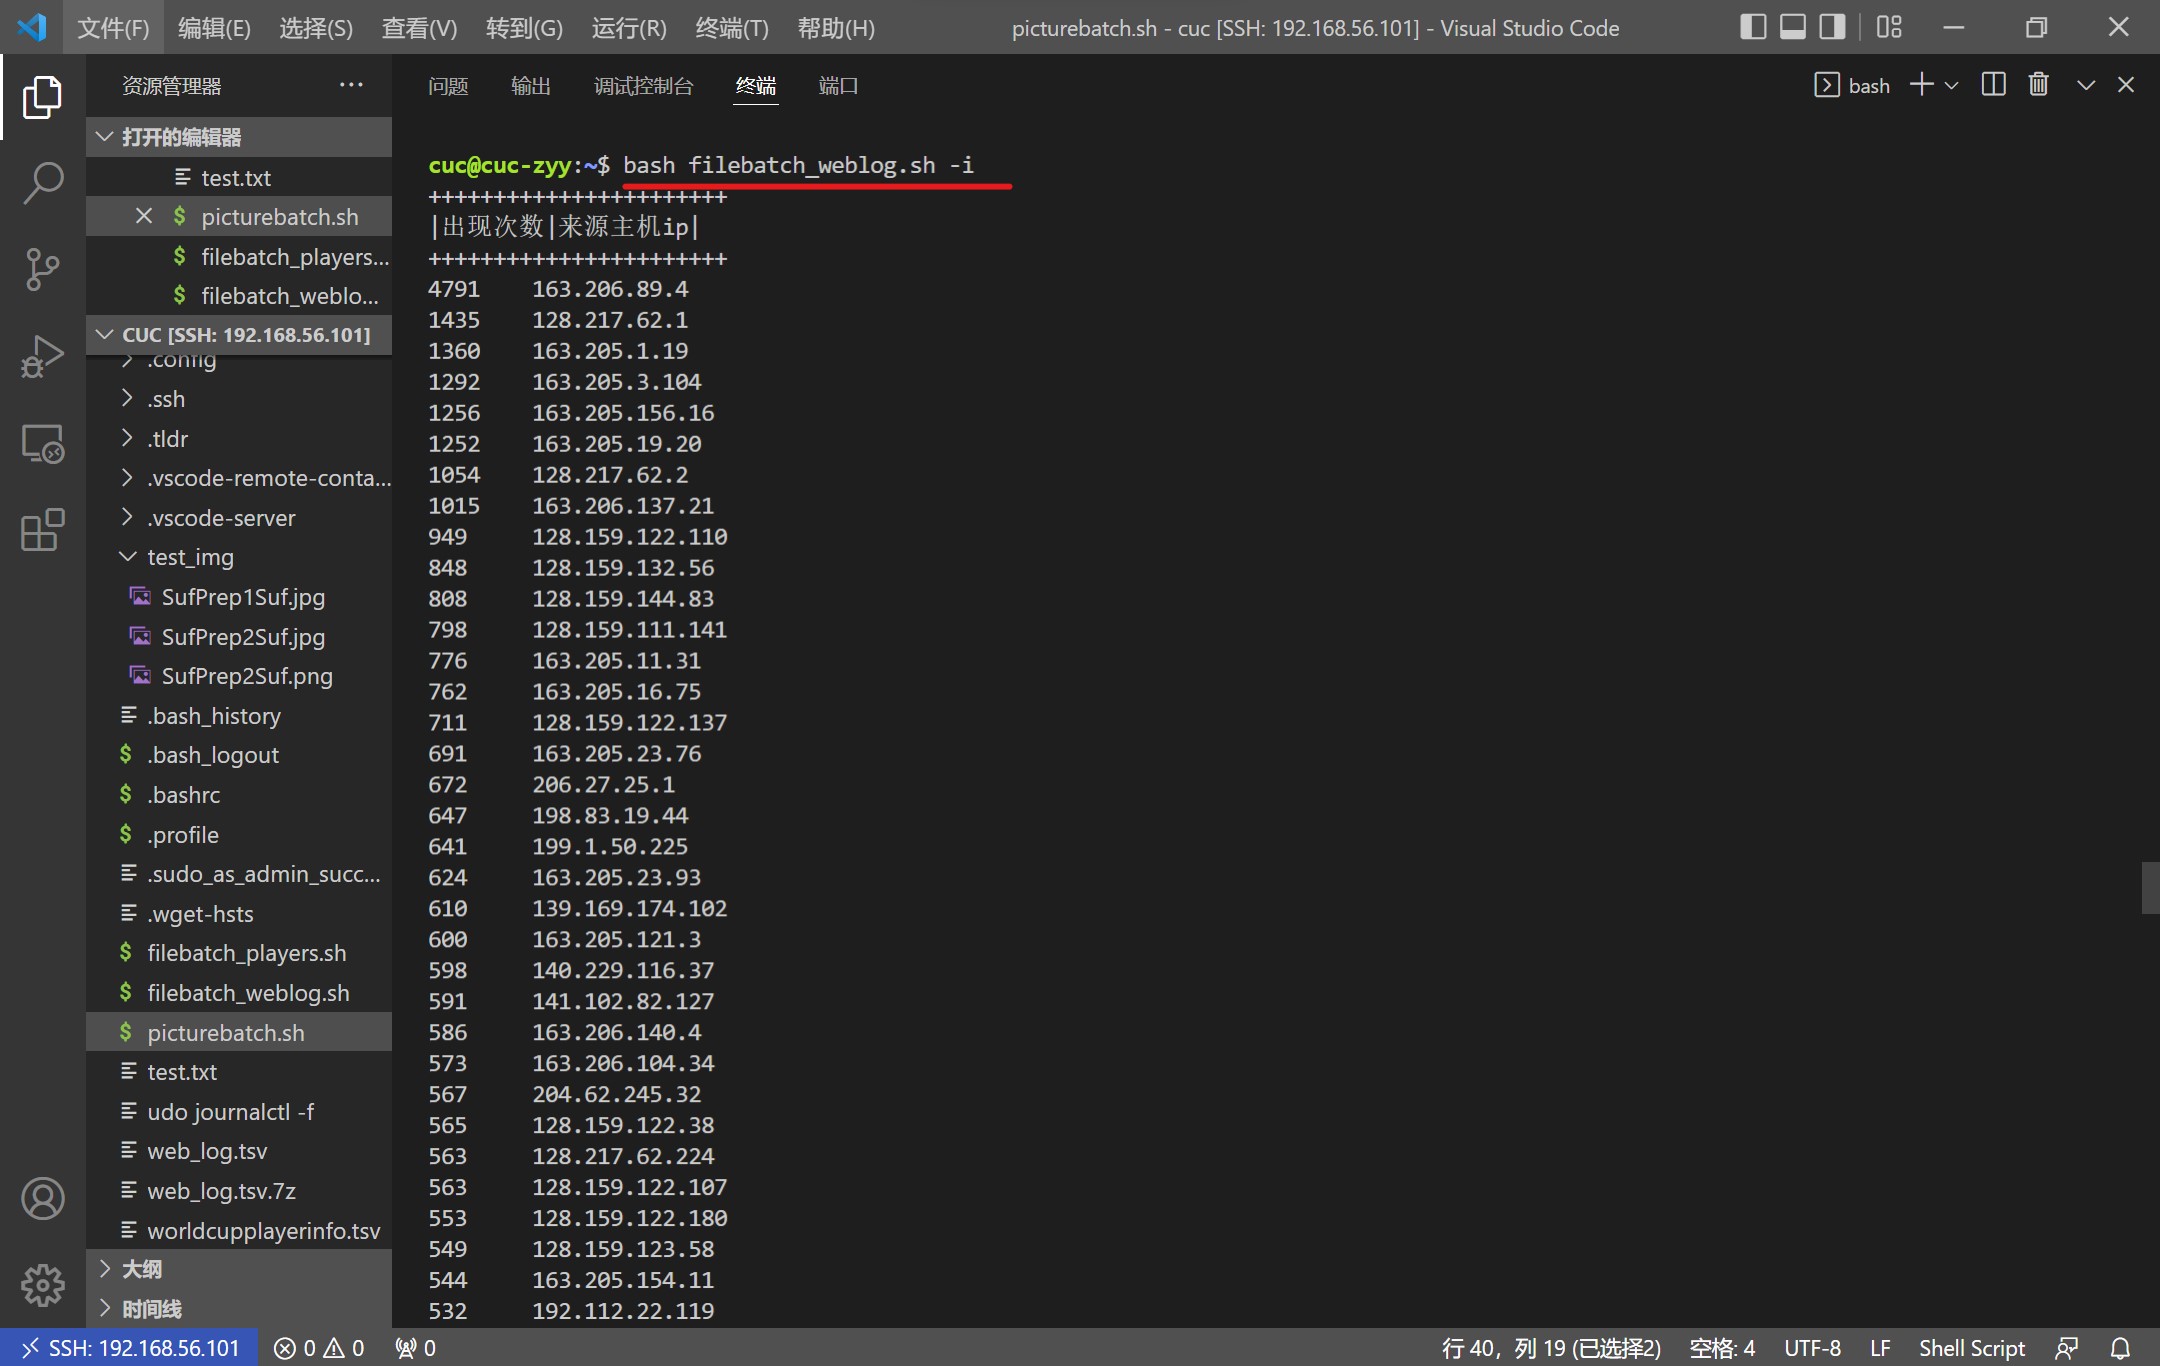 文件(F) 编辑(E) 选择(S) 查看(V) 转到(G) 运行(R) 终端(T) 帮助(H) picturebatch.sh - cuc [SSH: 192.168.56.101] - Visual Studio Code
资源管理器 ···
打开的编辑器
test.txt
picturebatch.sh
filebatch_players...
filebatch_weblo...
CUC [SSH: 192.168.56.101]
.config
.ssh
.tldr
.vscode-remote-conta...
.vscode-server
test_img
SufPrep1Suf.jpg
SufPrep2Suf.jpg
SufPrep2Suf.png
.bash_history
.bash_logout
.bashrc
.profile
.sudo_as_admin_succ...
.wget-hsts
filebatch_players.sh
filebatch_weblog.sh
picturebatch.sh
test.txt
udo journalctl -f
web_log.tsv
web_log.tsv.7z
worldcupplayerinfo.tsv
大纲
时间线
问题 输出 调试控制台 终端 端口 bash
cuc@cuc-zyy:~$ bash filebatch_weblog.sh -i
+++++++++++++++++++++++
|出现次数|来源主机ip|
+++++++++++++++++++++++
4791 163.206.89.4
1435 128.217.62.1
1360 163.205.1.19
1292 163.205.3.104
1256 163.205.156.16
1252 163.205.19.20
1054 128.217.62.2
1015 163.206.137.21
949 128.159.122.110
848 128.159.132.56
808 128.159.144.83
798 128.159.111.141
776 163.205.11.31
762 163.205.16.75
711 128.159.122.137
691 163.205.23.76
672 206.27.25.1
647 198.83.19.44
641 199.1.50.225
624 163.205.23.93
610 139.169.174.102
600 163.205.121.3
598 140.229.116.37
591 141.102.82.127
586 163.206.140.4
573 163.206.104.34
567 204.62.245.32
565 128.159.122.38
563 128.217.62.224
563 128.159.122.107
553 128.159.122.180
549 128.159.123.58
544 163.205.154.11
532 192.112.22.119
SSH: 192.168.56.101 0 0 0 行 40，列 19 (已选择2) 空格: 4 UTF-8 LF Shell Script